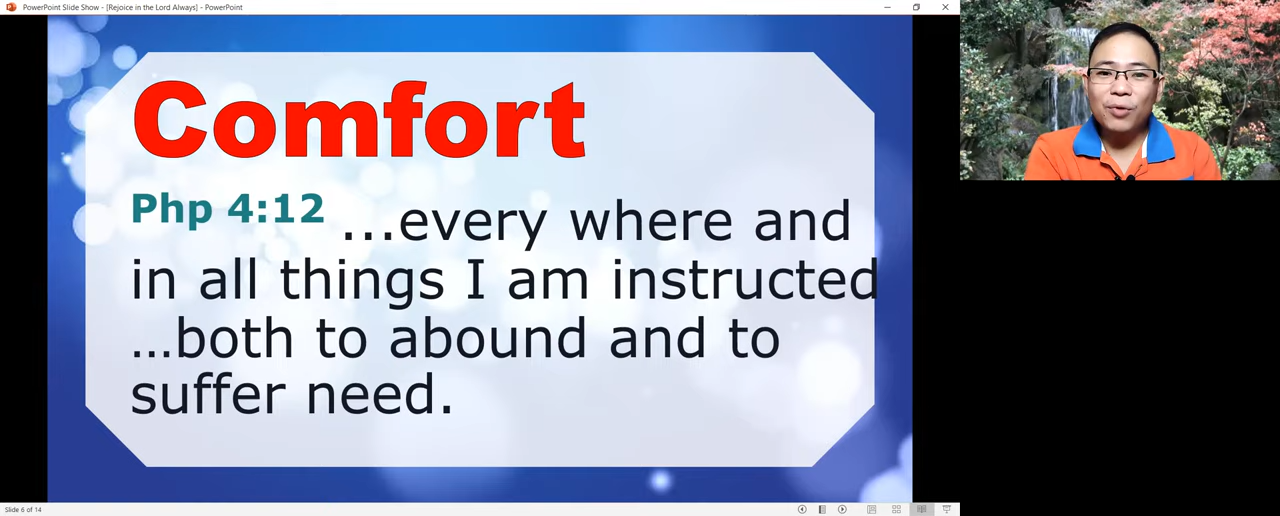 PowerPoint Slide Show - [Rejoice in the Lord Always] - PowerPoint
Comfort
Php 4:12 ...every where and
in all things I am instructed
...both to abound and to
suffer need.
Slide 6 of 14